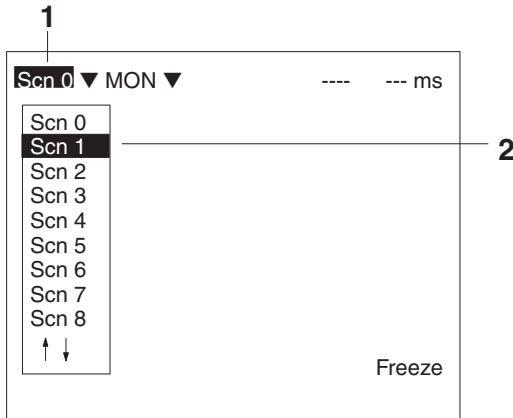 1
Scn 0 ▼ MON ▼ ---- --- ms
Scn 0
Scn 1
2
Scn 2
Scn 3
Scn 4
Scn 5
Scn 6
Scn 7
Scn 8
↑ ↓
Freeze